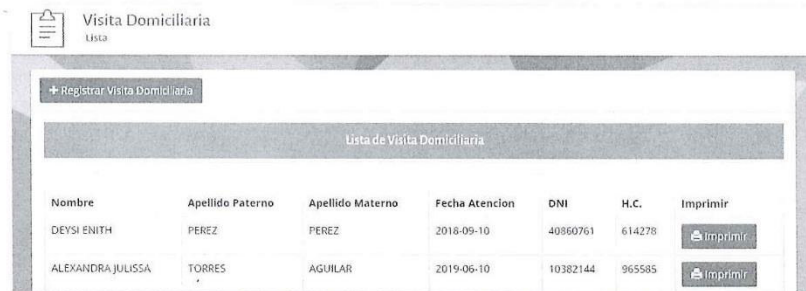 Visita Domiciliaria
Lista
+ Registrar Visita Domiciliaria
Lista de Visita Domiciliaria
Nombre Apellido Paterno Apellido Materno Fecha Atencion DNI H.C. Imprimir
DEYSI ENITH PEREZ PEREZ 2018-09-10 40860761 614278 Imprimir
ALEXANDRA JULISSA TORRES AGUILAR 2019-06-10 10382144 965585 Imprimir